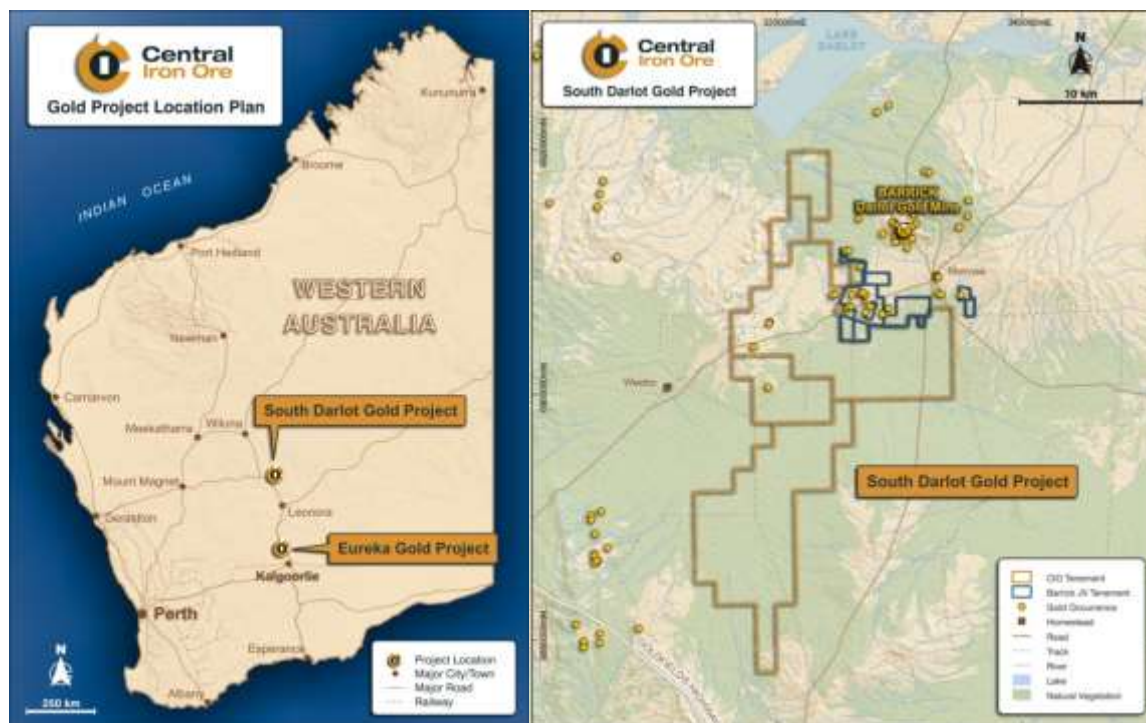 Central
Iron Ore
Gold Project Location Plan
Kununurra
Broome
INDIAN OCEAN
Port Hedland
WESTERN
AUSTRALIA
Newman
Carnarvon
South Darlot Gold Project
Meekatharra
Wiluna
Mount Magnet
Leonora
Geraldton
Eureka Gold Project
Kalgoorlie
Perth
Esperance
Albany
N
250 km
Project Location
Major City/Town
Major Road
Railway
Central
Iron Ore
South Darlot Gold Project
LAKE
DARLOT
N
10 km
BARRICK
Darlot Gold Mine
Melrose
Weebo
South Darlot Gold Project
CIO Tenement
Barrick JV Tenement
Gold Occurrence
Homestead
Road
Track
River
Lake
Natural Vegetation